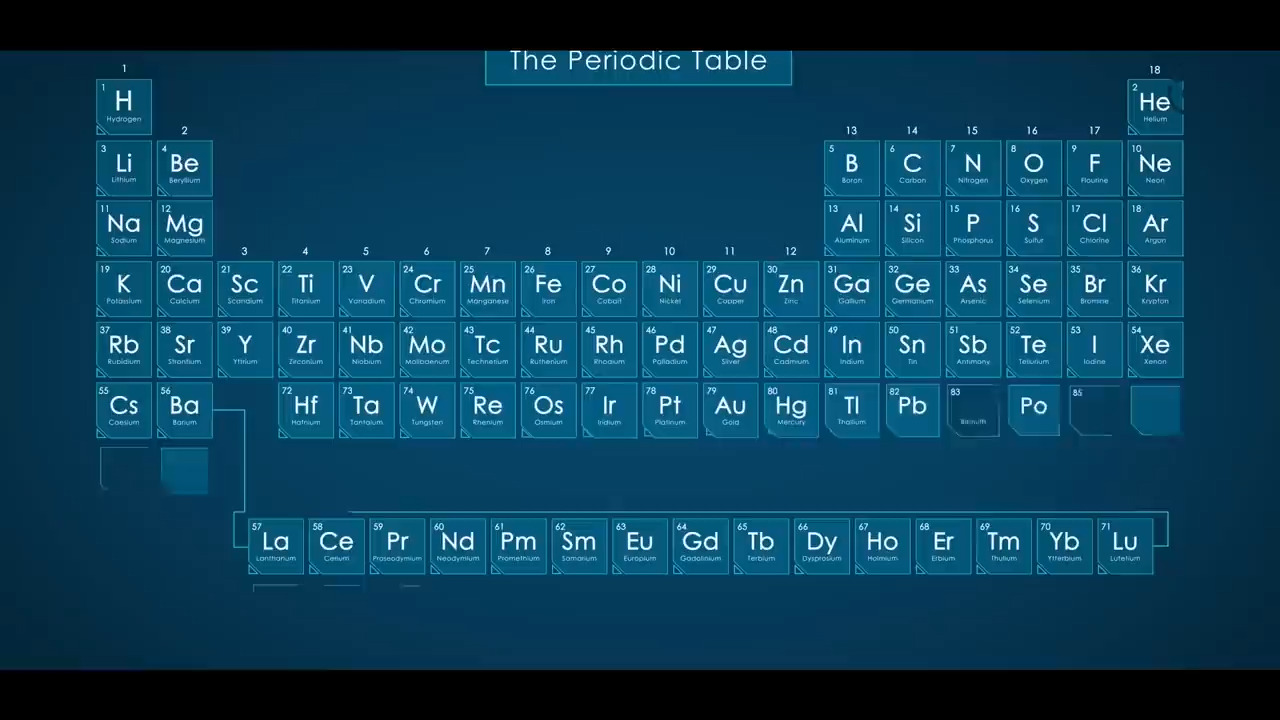 The Periodic Table
1 18
1 2
H He
Hydrogen Helium
2 13 14 15 16 17
3 4 5 6 7 8 9 10
Li Be B C N O F Ne
Lithium Beryllium Boron Carbon Nitrogen Oxygen Flourine Neon
11 12 13 14 15 16 17 18
Na Mg Al Si P S Cl Ar
Sodium Magnesium Aluminum Silicon Phosphorus Sulfur Chlorine Argon
3 4 5 6 7 8 9 10 11 12
19 20 21 22 23 24 25 26 27 28 29 30 31 32 33 34 35 36
K Ca Sc Ti V Cr Mn Fe Co Ni Cu Zn Ga Ge As Se Br Kr
Potassium Calcium Scandium Titanium Vanadium Chromium Manganese Iron Cobalt Nickel Copper Zinc Gallium Germanium Arsenic Selenium Bromine Krypton
37 38 39 40 41 42 43 44 45 46 47 48 49 50 51 52 53 54
Rb Sr Y Zr Nb Mo Tc Ru Rh Pd Ag Cd In Sn Sb Te I Xe
Rubidium Strontium Yttrium Zirconium Niobium Molibdenum Technetium Ruthenium Rhodium Palladium Silver Cadmium Indium Tin Antimony Tellurium Iodine Xenon
55 56 72 73 74 75 76 77 78 79 80 81 82 83 85
Cs Ba Hf Ta W Re Os Ir Pt Au Hg Tl Pb Po
Caesium Barium Hafnium Tantalum Tungsten Rhenium Osmium Iridium Platinum Gold Mercury Thallium Bismuth
57 58 59 60 61 62 63 64 65 66 67 68 69 70 71
La Ce Pr Nd Pm Sm Eu Gd Tb Dy Ho Er Tm Yb Lu
Lanthanum Cerium Praseodymium Neodymium Promethium Samarium Europium Gadolinium Terbium Dysprosium Holmium Erbium Thulium Ytterbium Lutetium